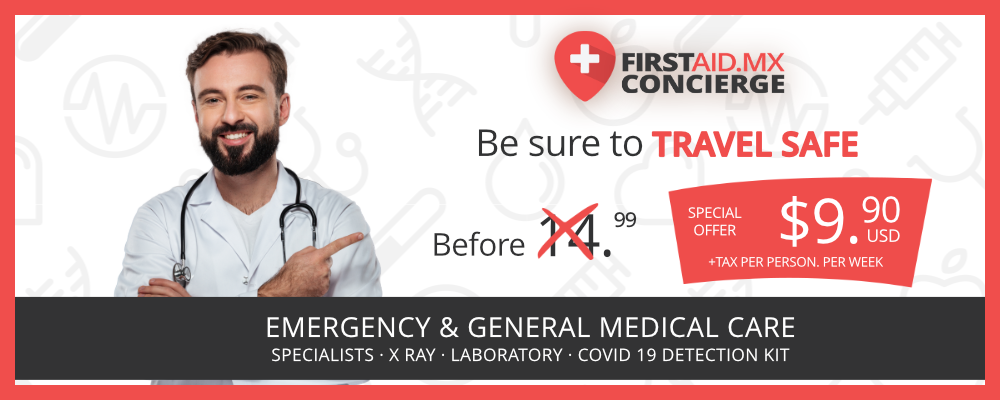 FIRSTAID.MX
CONCIERGE
Be sure to TRAVEL SAFE
Before 14.99
SPECIAL
OFFER
$9.90
USD
+TAX PER PERSON. PER WEEK
EMERGENCY & GENERAL MEDICAL CARE
SPECIALISTS · X RAY · LABORATORY · COVID 19 DETECTION KIT